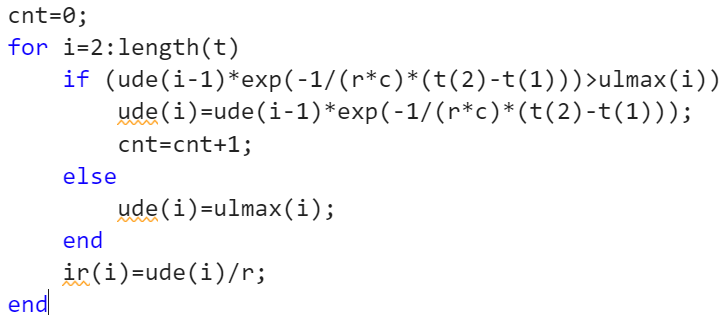 cnt=0;
for i=2:length(t)
    if (ude(i-1)*exp(-1/(r*c)*(t(2)-t(1)))>ulmax(i))
        ude(i)=ude(i-1)*exp(-1/(r*c)*(t(2)-t(1)));
        cnt=cnt+1;
    else
        ude(i)=ulmax(i);
    end
    ir(i)=ude(i)/r;
end